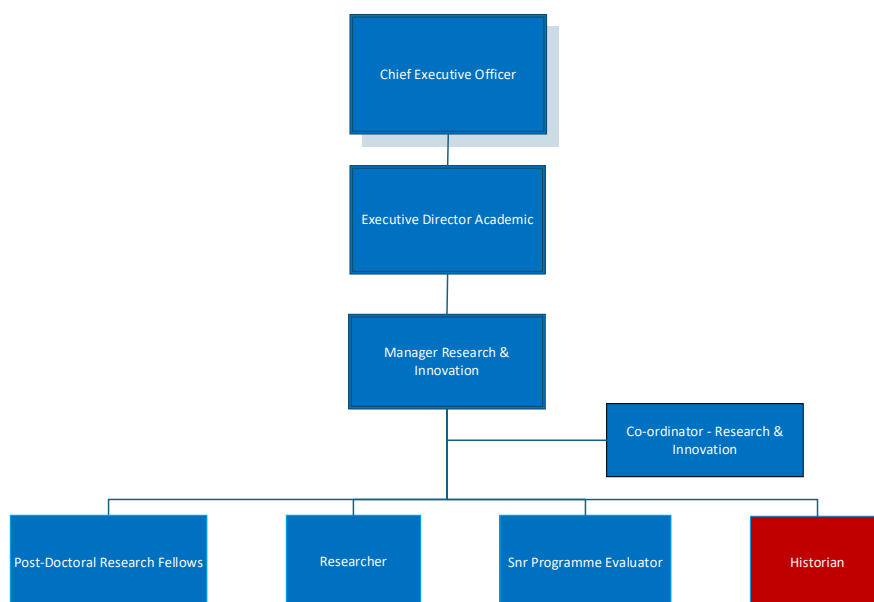 Chief Executive Officer
Executive Director Academic
Manager Research &
Innovation
Co-ordinator - Research &
Innovation
Post-Doctoral Research Fellows
Researcher
Snr Programme Evaluator
Historian